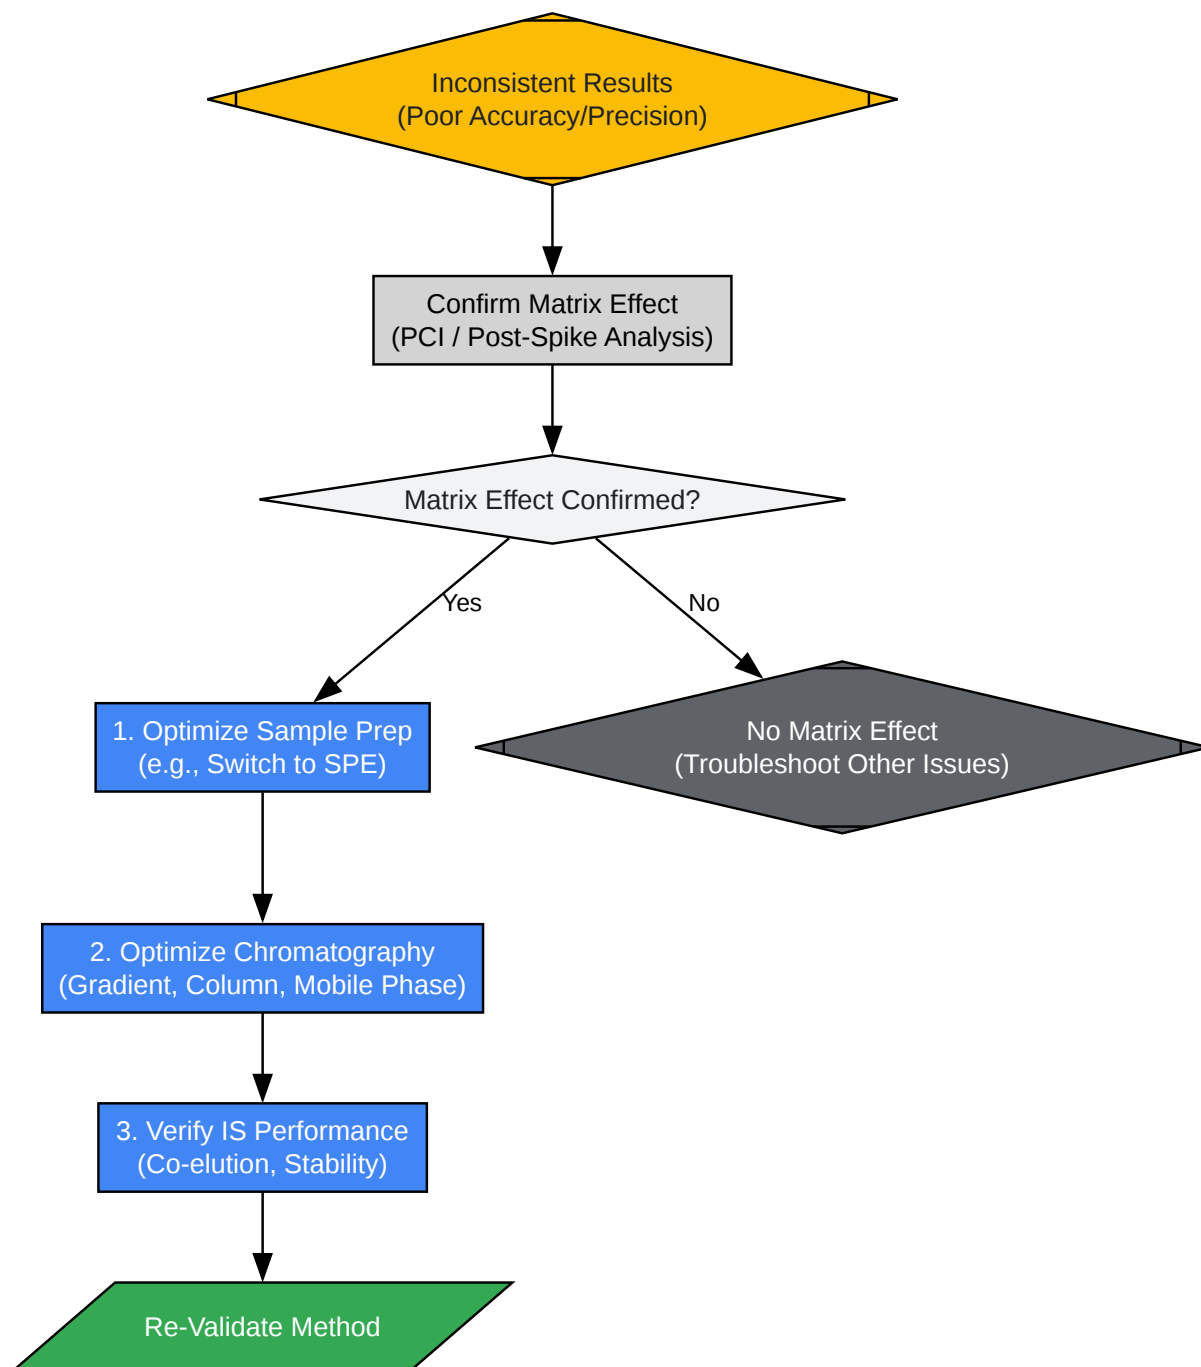 Inconsistent Results
(Poor Accuracy/Precision)
Confirm Matrix Effect
(PCI / Post-Spike Analysis)
Matrix Effect Confirmed?
Yes
No
1. Optimize Sample Prep
(e.g., Switch to SPE)
No Matrix Effect
(Troubleshoot Other Issues)
2. Optimize Chromatography
(Gradient, Column, Mobile Phase)
3. Verify IS Performance
(Co-elution, Stability)
Re-Validate Method